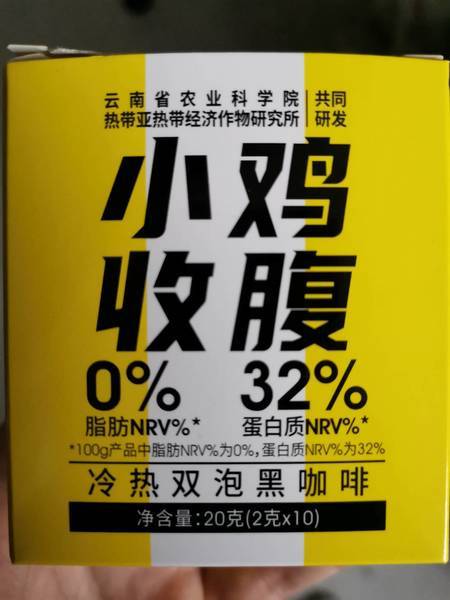 云南省农业科学院
热带亚热带经济作物研究所
共同
研发
小鸡
收腹
0% 32%
脂肪NRV%* 蛋白质NRV%*
*100g产品中脂肪NRV%为0%,蛋白质NRV%为32%
冷热双泡黑咖啡
净含量:20克(2克x10)